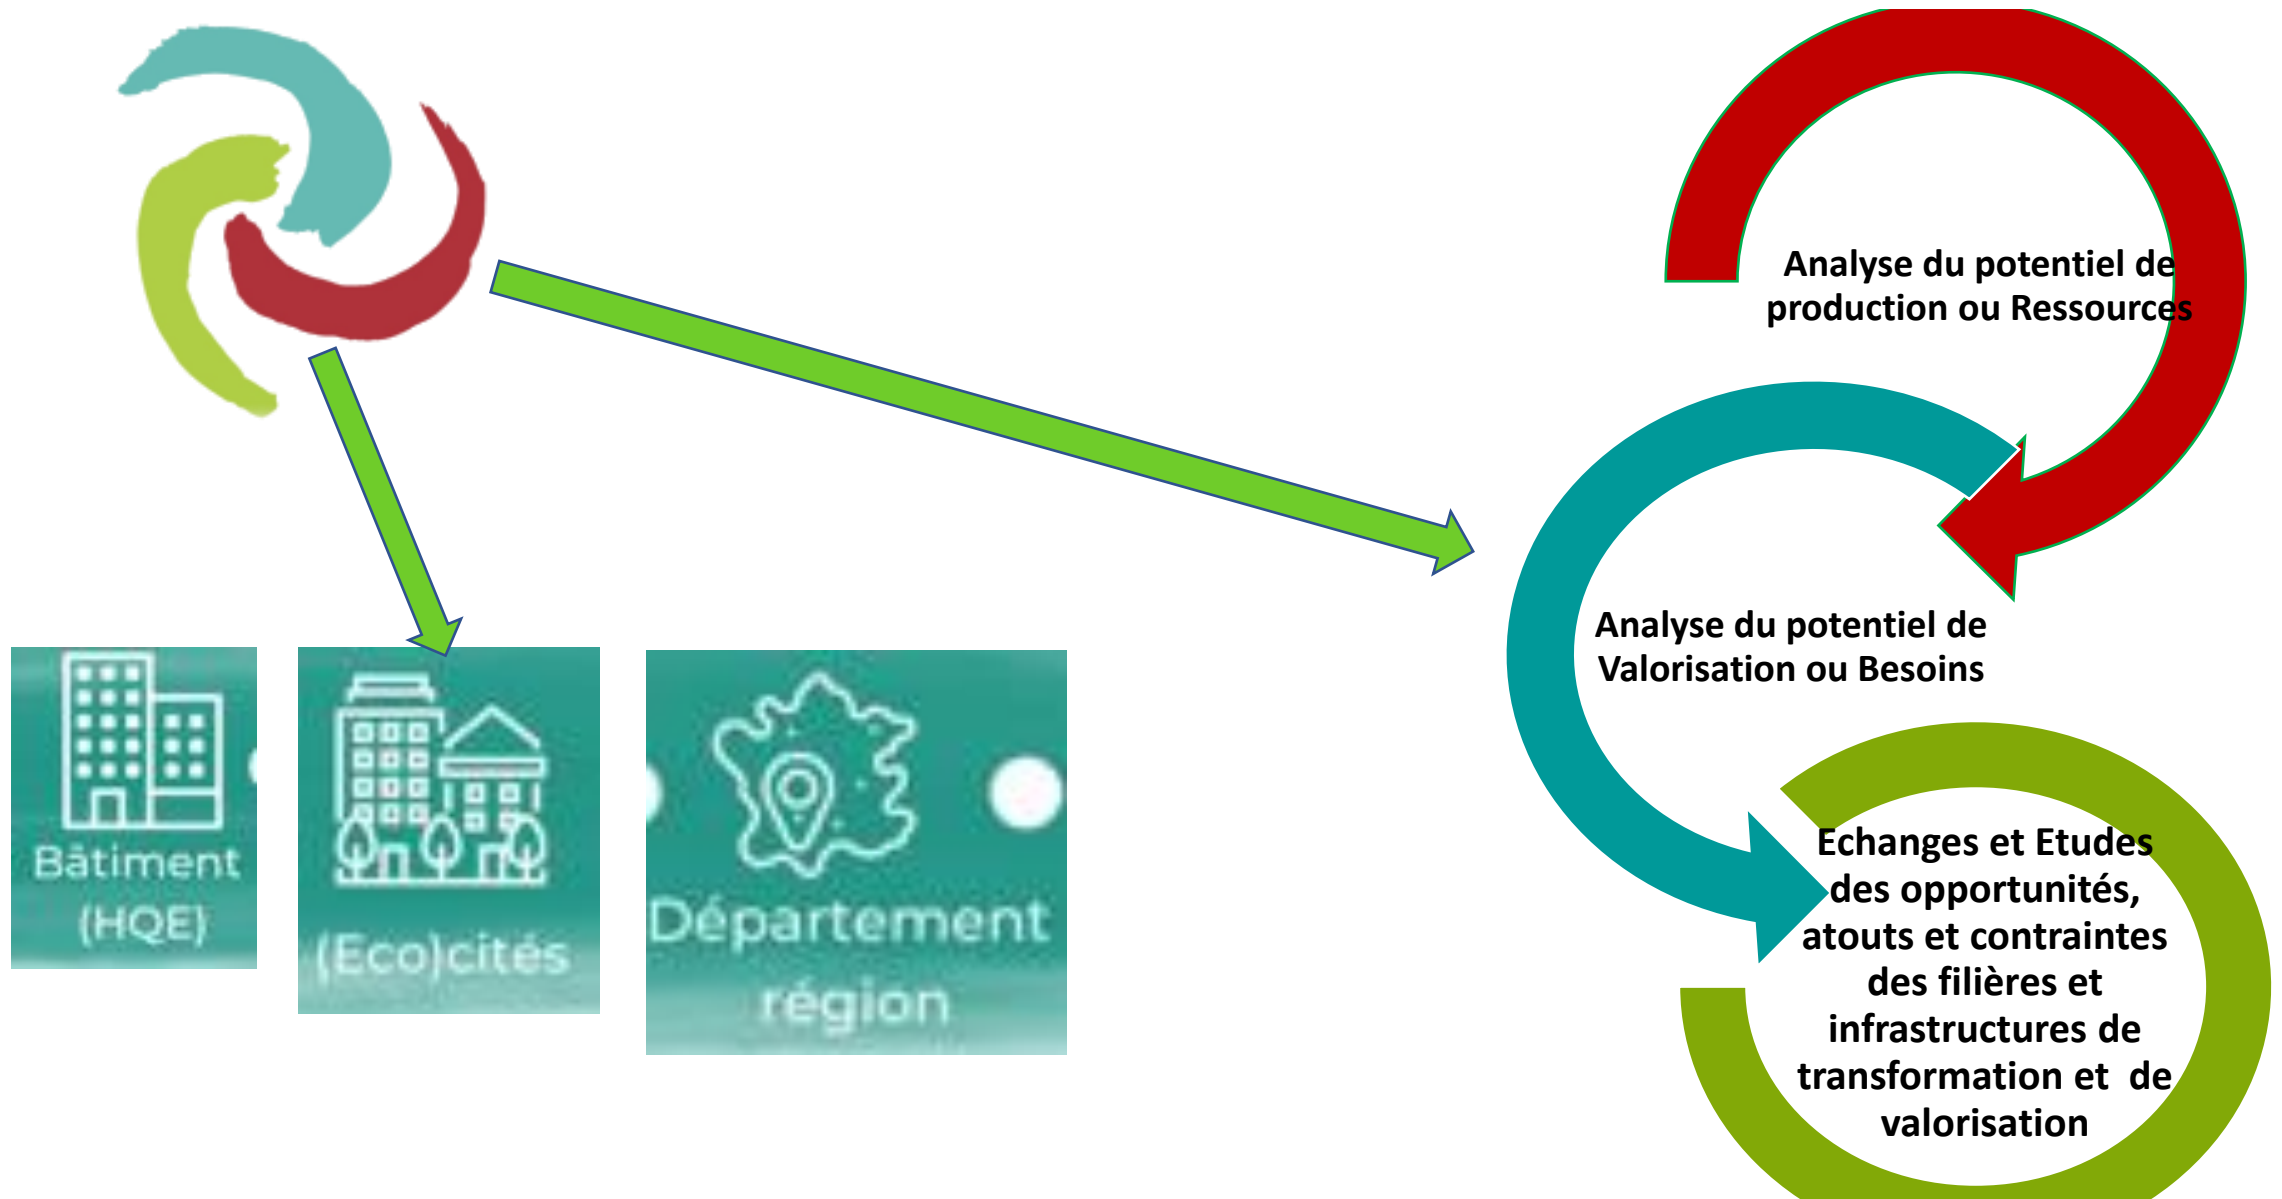 Analyse du potentiel de
production ou Ressources
Analyse du potentiel de
Valorisation ou Besoins
Echanges et Etudes
des opportunités,
atouts et contraintes
des filières et
infrastructures de
transformation et  de
valorisation
Bâtiment
(HQE)
(Eco)cités
Département
région